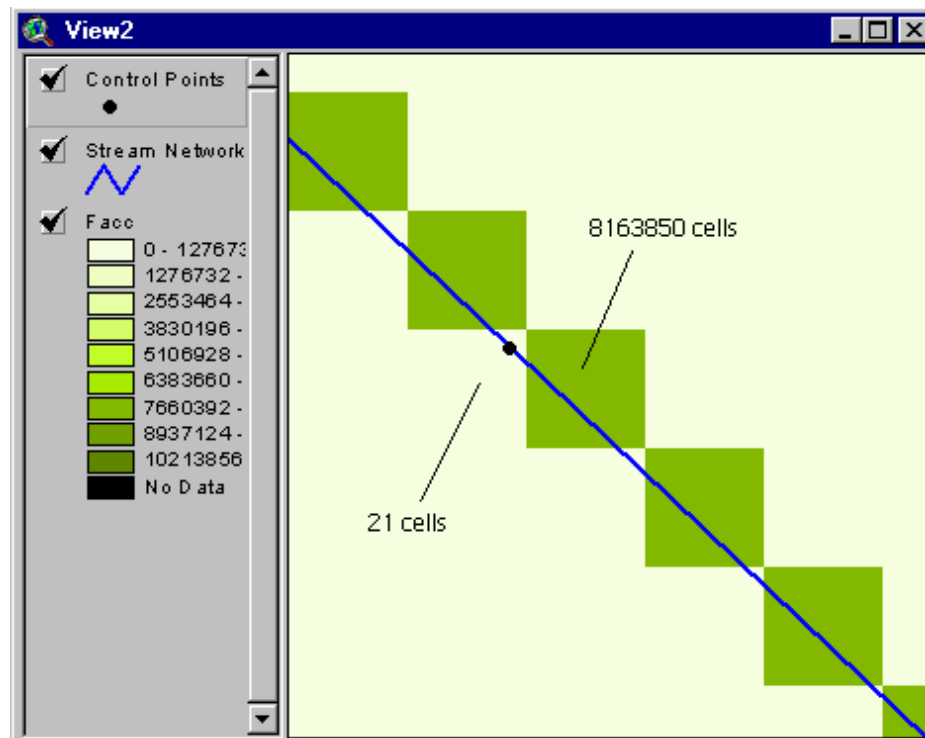 View2
Control Points
Stream Network
Facc
0 - 127673
1276732 -
2553464 -
3830196 -
5106928 -
6383660 -
7660392 -
8937124 -
10213856
No Data
8163850 cells
21 cells